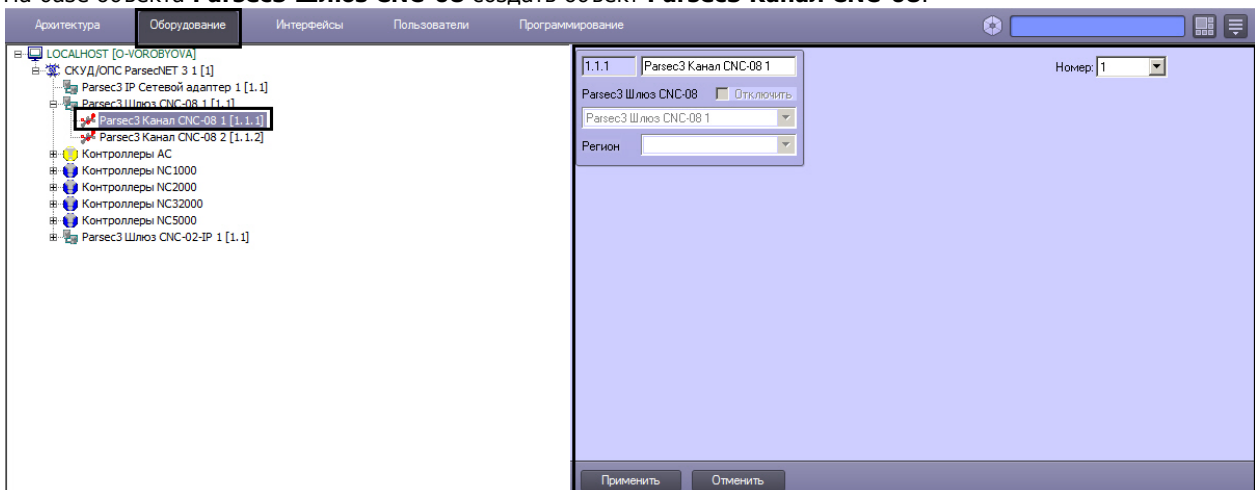 На базе объекта Parsec3 Шлюз CNC-08 создать объект Parsec3 Канал CNC-08.
Архитектура Оборудование Интерфейсы Пользователи Программирование
LOCALHOST [O-VOROBYOVA]
СКУД/ОПС ParsecNET 3 1 [1]
Parsec3 IP Сетевой адаптер 1 [1.1]
Parsec3 Шлюз CNC-08 1 [1.1]
Parsec3 Канал CNC-08 1 [1.1.1]
Parsec3 Канал CNC-08 2 [1.1.2]
Контроллеры AC
Контроллеры NC1000
Контроллеры NC2000
Контроллеры NC32000
Контроллеры NC5000
Parsec3 Шлюз CNC-02-IP 1 [1.1]
1.1.1 Parsec3 Канал CNC-08 1
Номер: 1
Parsec3 Шлюз CNC-08 Отключить
Parsec3 Шлюз CNC-08 1
Регион
Применить Отменить